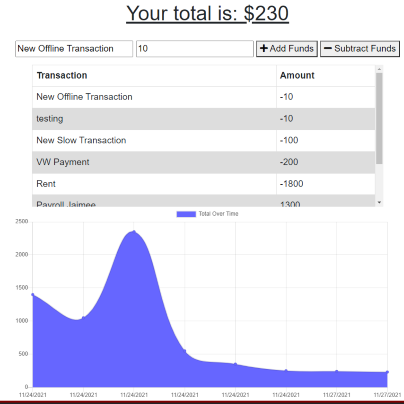 Your total is: $230
New Offline Transaction 10 + Add Funds − Subtract Funds
Transaction Amount
New Offline Transaction -10
testing -10
New Slow Transaction -100
VW Payment -200
Rent -1800
Payroll Jaimee 1300
Total Over Time
2500
2000
1500
1000
500
0
11/24/2021 11/24/2021 11/24/2021 11/24/2021 11/24/2021 11/24/2021 11/27/2021 11/27/2021